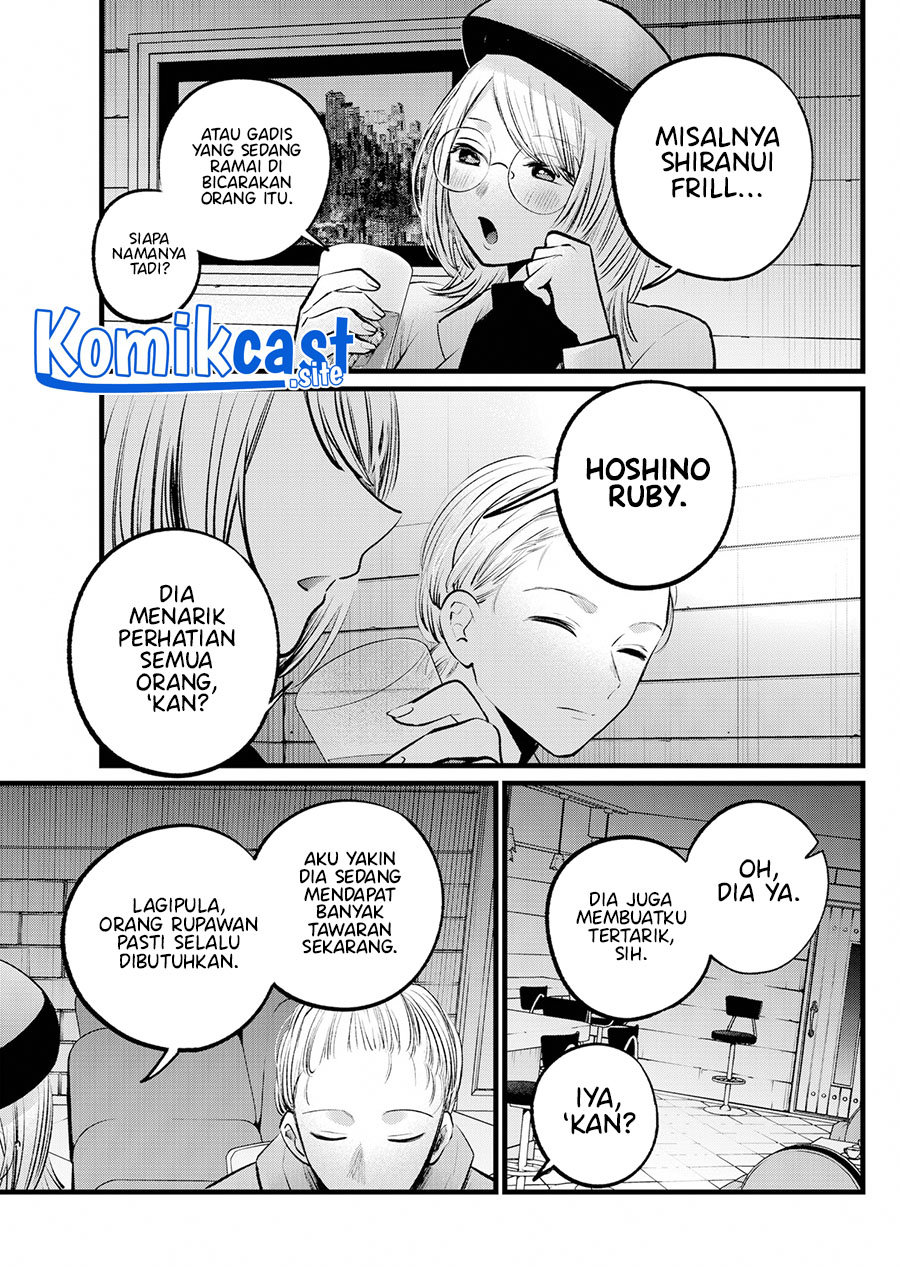 MISALNYA
SHIRANUI
FRILL...
ATAU GADIS
YANG SEDANG
RAMAI DI
BICARAKAN
ORANG ITU.
SIAPA
NAMANYA
TADI?
Komikcast
.site
HOSHINO
RUBY.
DIA
MENARIK
PERHATIAN
SEMUA
ORANG,
'KAN?
OH,
DIA YA.
DIA JUGA
MEMBUATKU
TERTARIK,
SIH.
IYA,
'KAN?
AKU YAKIN
DIA SEDANG
MENDAPAT
BANYAK
TAWARAN
SEKARANG.
LAGIPULA,
ORANG RUPAWAN
PASTI SELALU
DIBUTUHKAN.